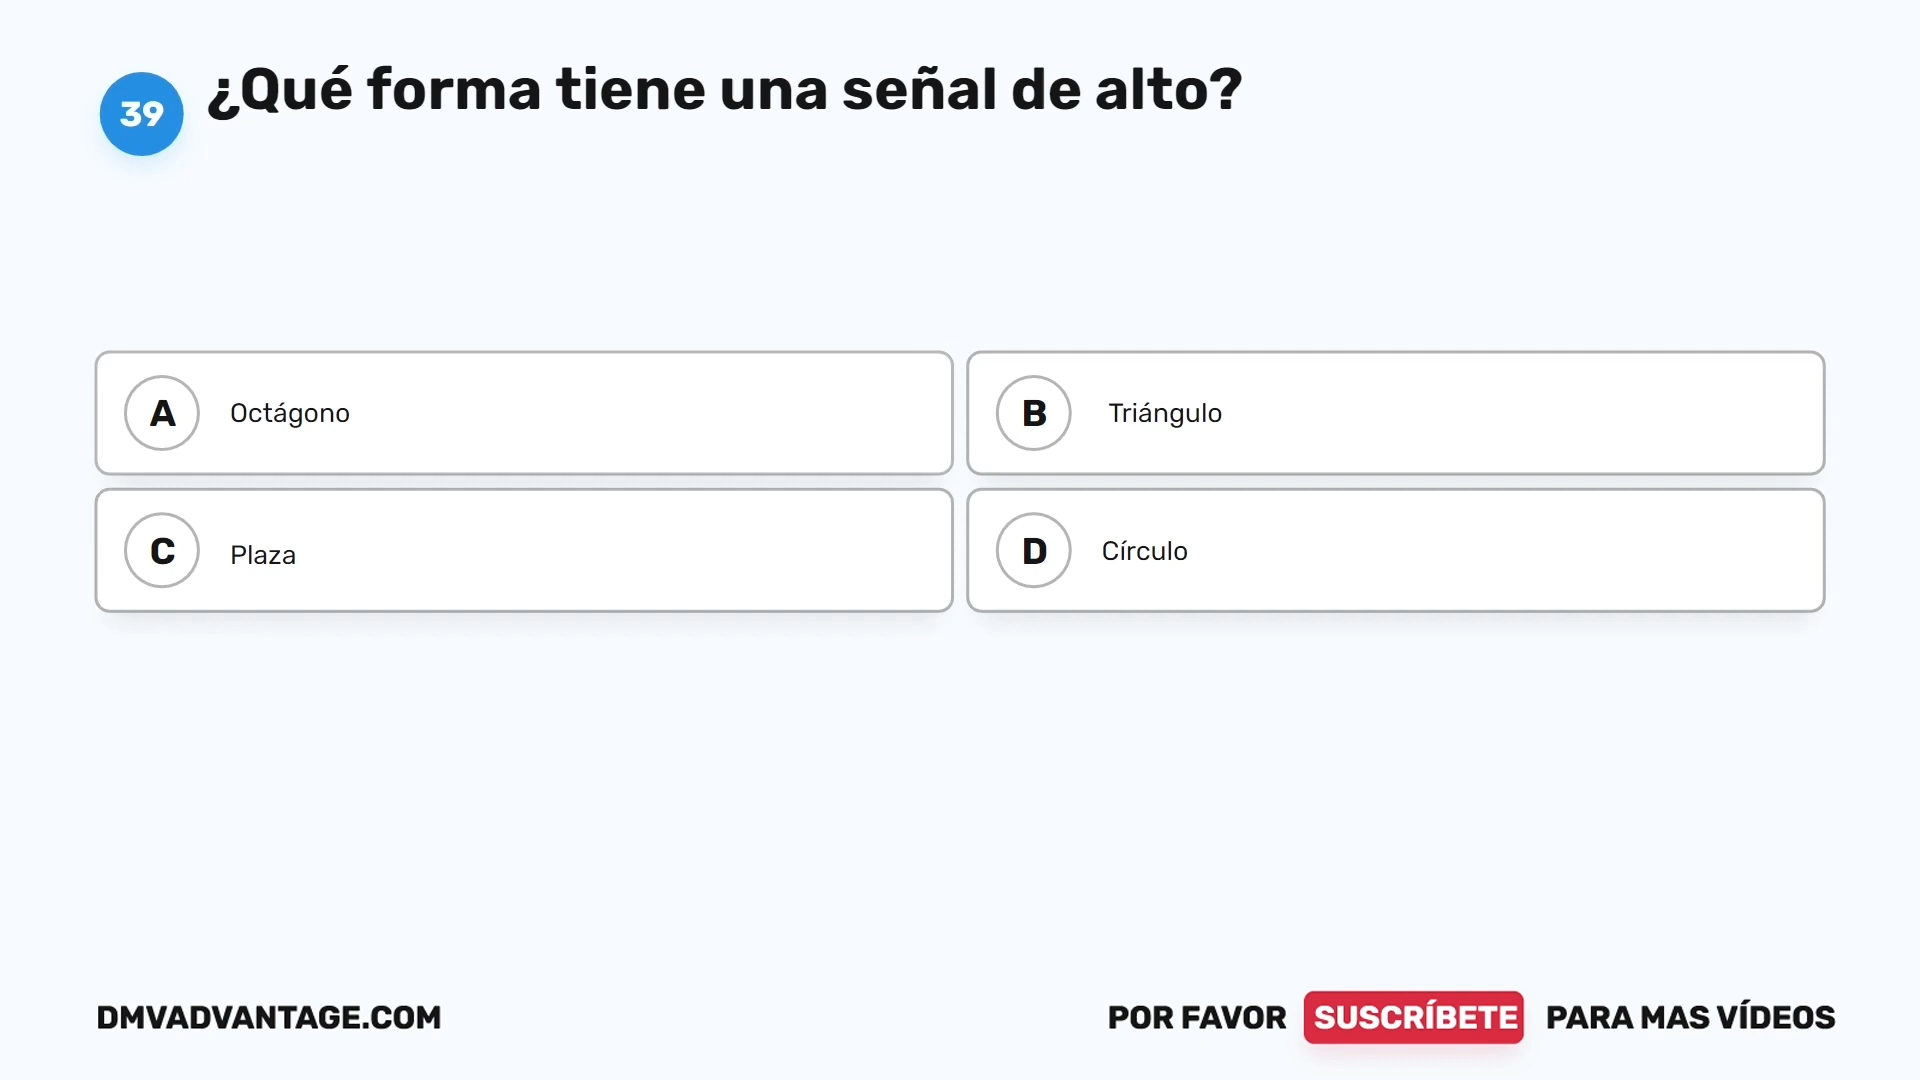 39
¿Qué forma tiene una señal de alto?
A Octágono
B Triángulo
C Plaza
D Círculo
DMVADVANTAGE.COM
POR FAVOR SUSCRÍBETE PARA MAS VÍDEOS